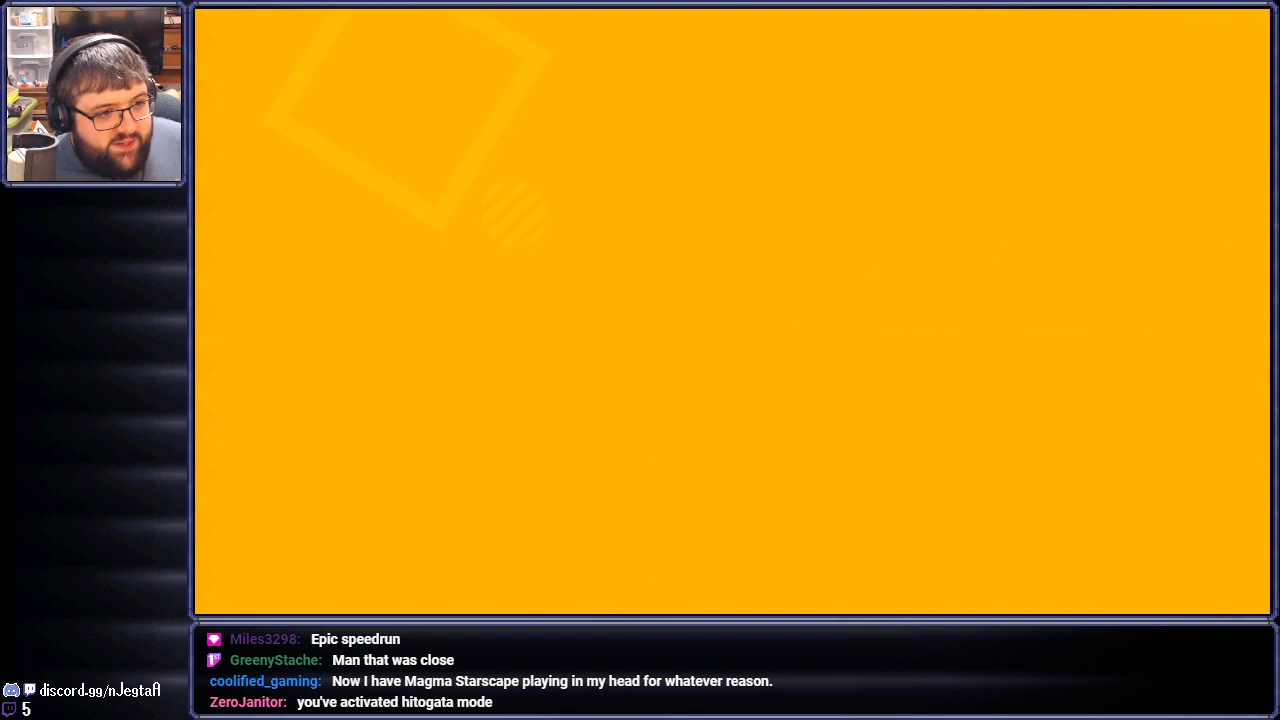 Miles3298: Epic speedrun
GreenyStache: Man that was close
coolified_gaming: Now I have Magma Starscape playing in my head for whatever reason.
ZeroJanitor: you've activated hitogata mode
discord.gg/nJegtaA
5